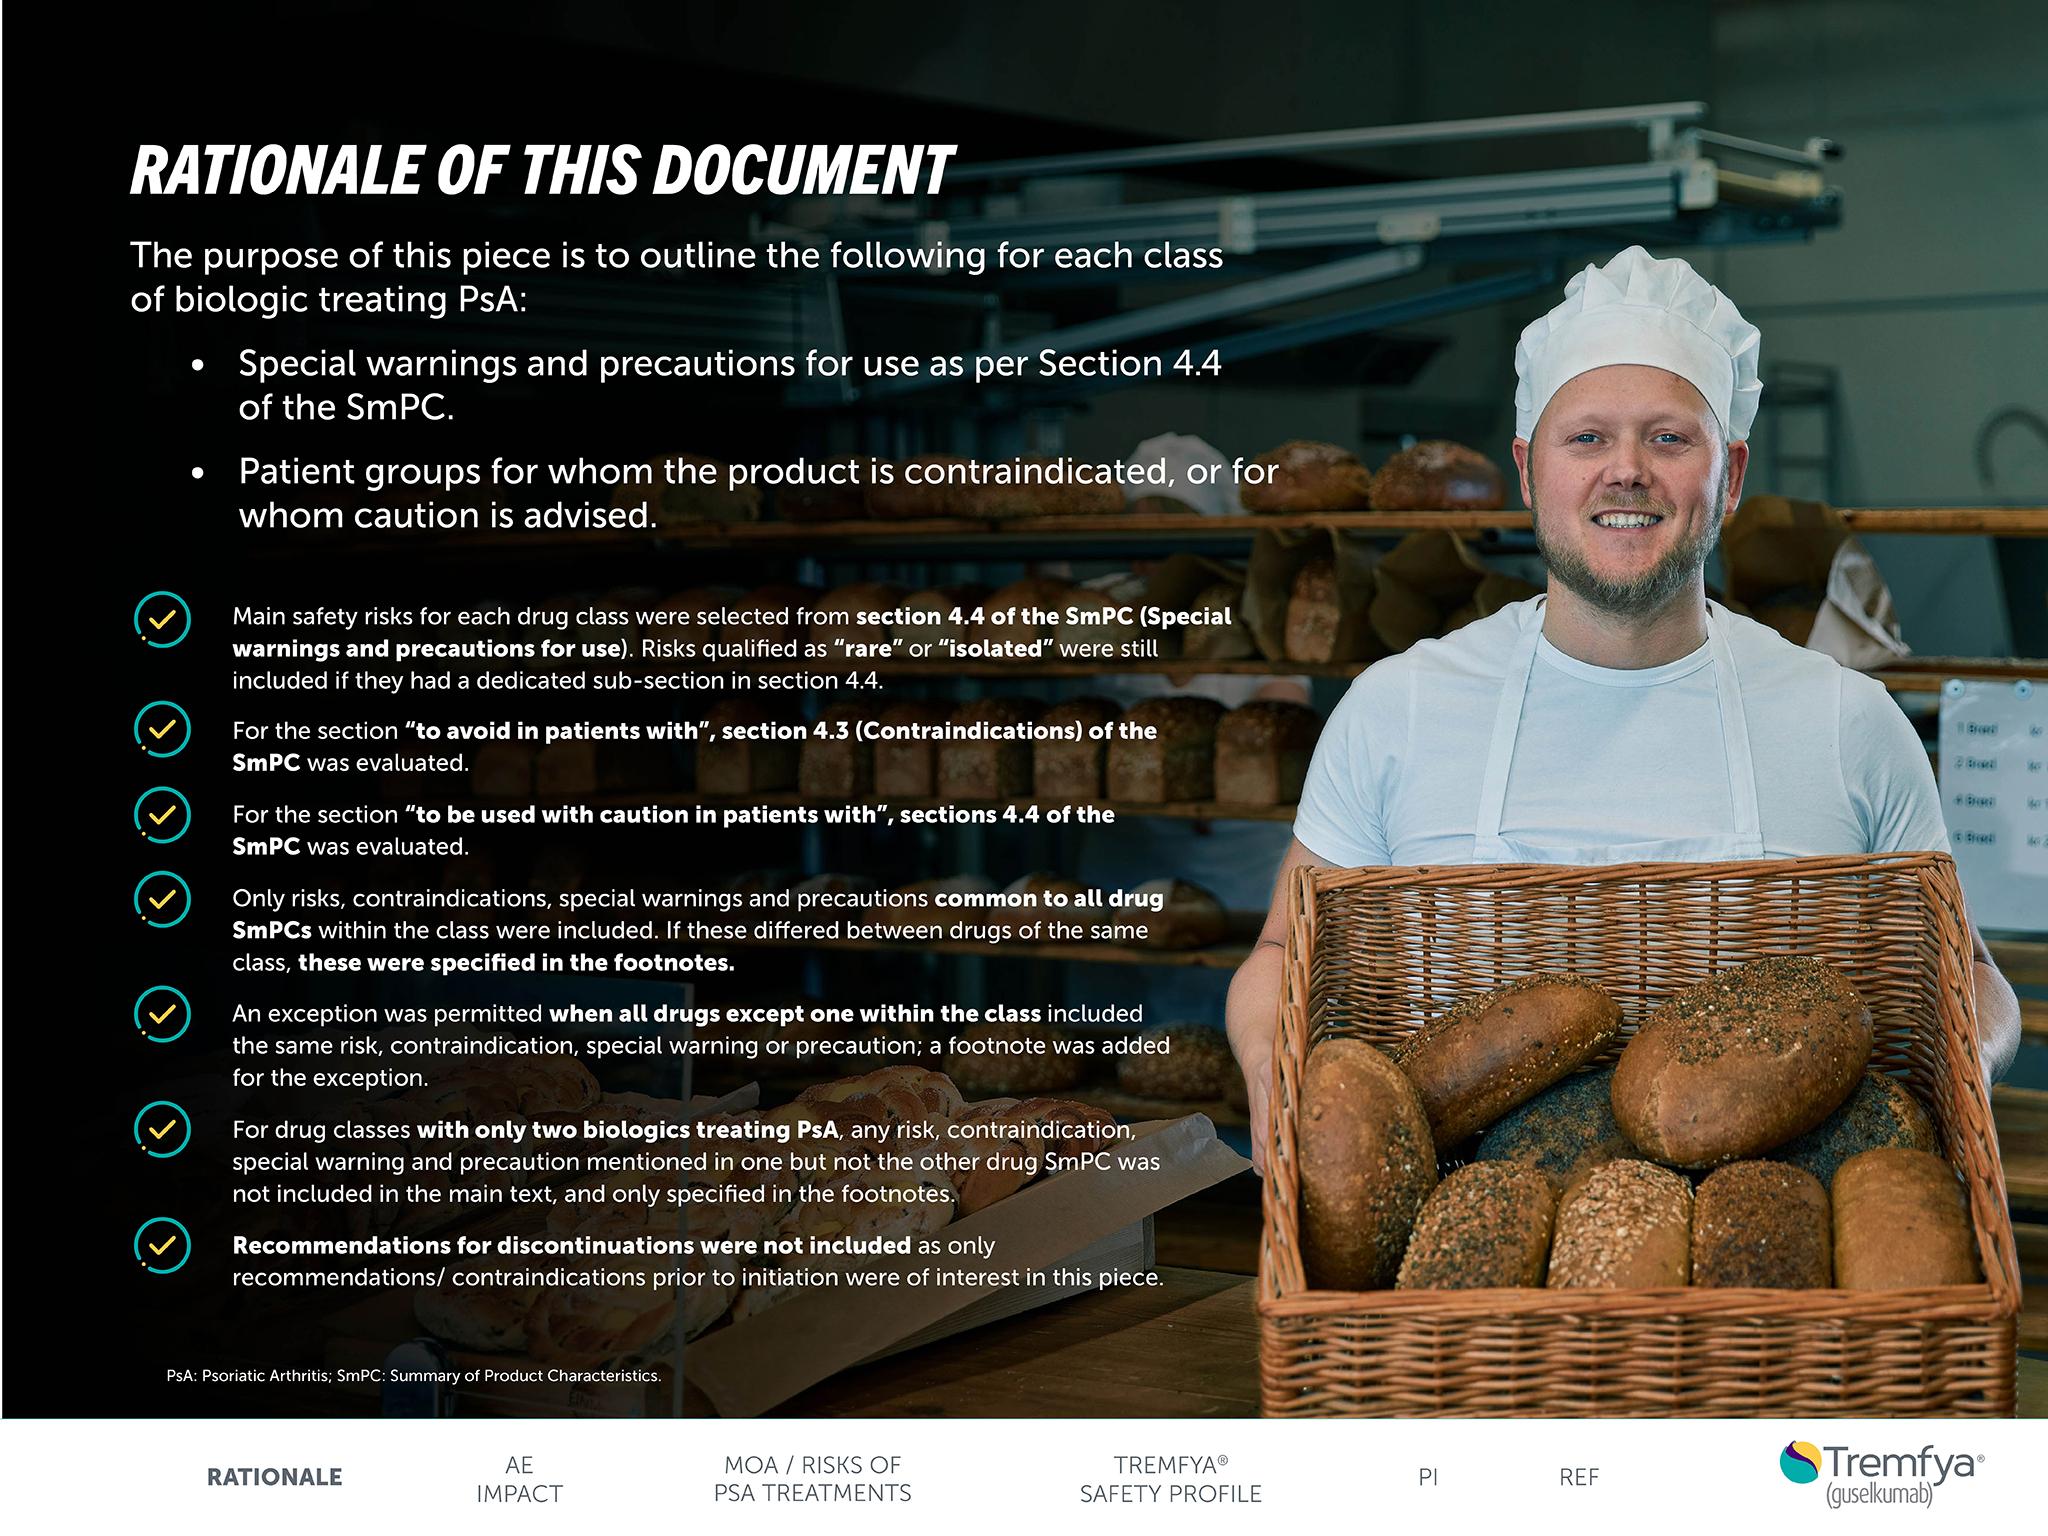 RATIONALE OF THIS DOCUMENT
The purpose of this piece is to outline the following for each class
of biologic treating PsA:
• Special warnings and precautions for use as per Section 4.4
of the SmPC.
• Patient groups for whom the product is contraindicated, or for
whom caution is advised.
Main safety risks for each drug class were selected from section 4.4 of the SmPC (Special
warnings and precautions for use). Risks qualified as “rare” or “isolated” were still
included if they had a dedicated sub-section in section 4.4.
For the section “to avoid in patients with”, section 4.3 (Contraindications) of the
SmPC was evaluated.
For the section “to be used with caution in patients with”, sections 4.4 of the
SmPC was evaluated.
Only risks, contraindications, special warnings and precautions common to all drug
SmPCs within the class were included. If these differed between drugs of the same
class, these were specified in the footnotes.
An exception was permitted when all drugs except one within the class included
the same risk, contraindication, special warning or precaution; a footnote was added
for the exception.
For drug classes with only two biologics treating PsA, any risk, contraindication,
special warning and precaution mentioned in one but not the other drug SmPC was
not included in the main text, and only specified in the footnotes.
Recommendations for discontinuations were not included as only
recommendations/ contraindications prior to initiation were of interest in this piece.
PsA: Psoriatic Arthritis; SmPC: Summary of Product Characteristics.
1 Brød kr
2 Brød kr
4 Brød kr
6 Brød kr
RATIONALE
AE
IMPACT
MOA / RISKS OF
PSA TREATMENTS
TREMFYA®
SAFETY PROFILE
PI
REF
Tremfya®
(guselkumab)